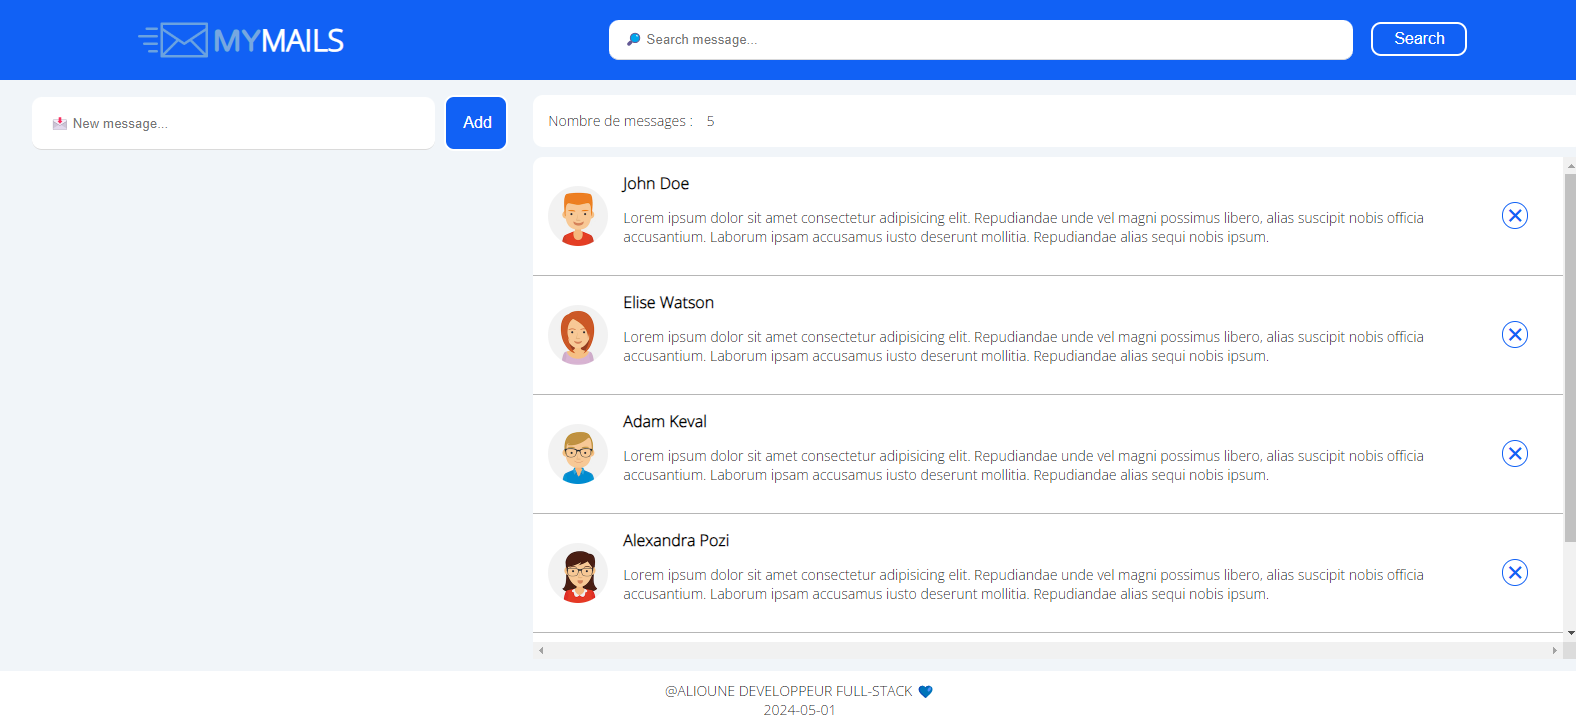 MYMAILS
Search message...
Search
New message...
Add
Nombre de messages : 5
John Doe
Lorem ipsum dolor sit amet consectetur adipisicing elit. Repudiandae unde vel magni possimus libero, alias suscipit nobis officia
accusantium. Laborum ipsam accusamus iusto deserunt mollitia. Repudiandae alias sequi nobis ipsum.
Elise Watson
Lorem ipsum dolor sit amet consectetur adipisicing elit. Repudiandae unde vel magni possimus libero, alias suscipit nobis officia
accusantium. Laborum ipsam accusamus iusto deserunt mollitia. Repudiandae alias sequi nobis ipsum.
Adam Keval
Lorem ipsum dolor sit amet consectetur adipisicing elit. Repudiandae unde vel magni possimus libero, alias suscipit nobis officia
accusantium. Laborum ipsam accusamus iusto deserunt mollitia. Repudiandae alias sequi nobis ipsum.
Alexandra Pozi
Lorem ipsum dolor sit amet consectetur adipisicing elit. Repudiandae unde vel magni possimus libero, alias suscipit nobis officia
accusantium. Laborum ipsam accusamus iusto deserunt mollitia. Repudiandae alias sequi nobis ipsum.
@ALIOUNE DEVELOPPEUR FULL-STACK 💙
2024-05-01